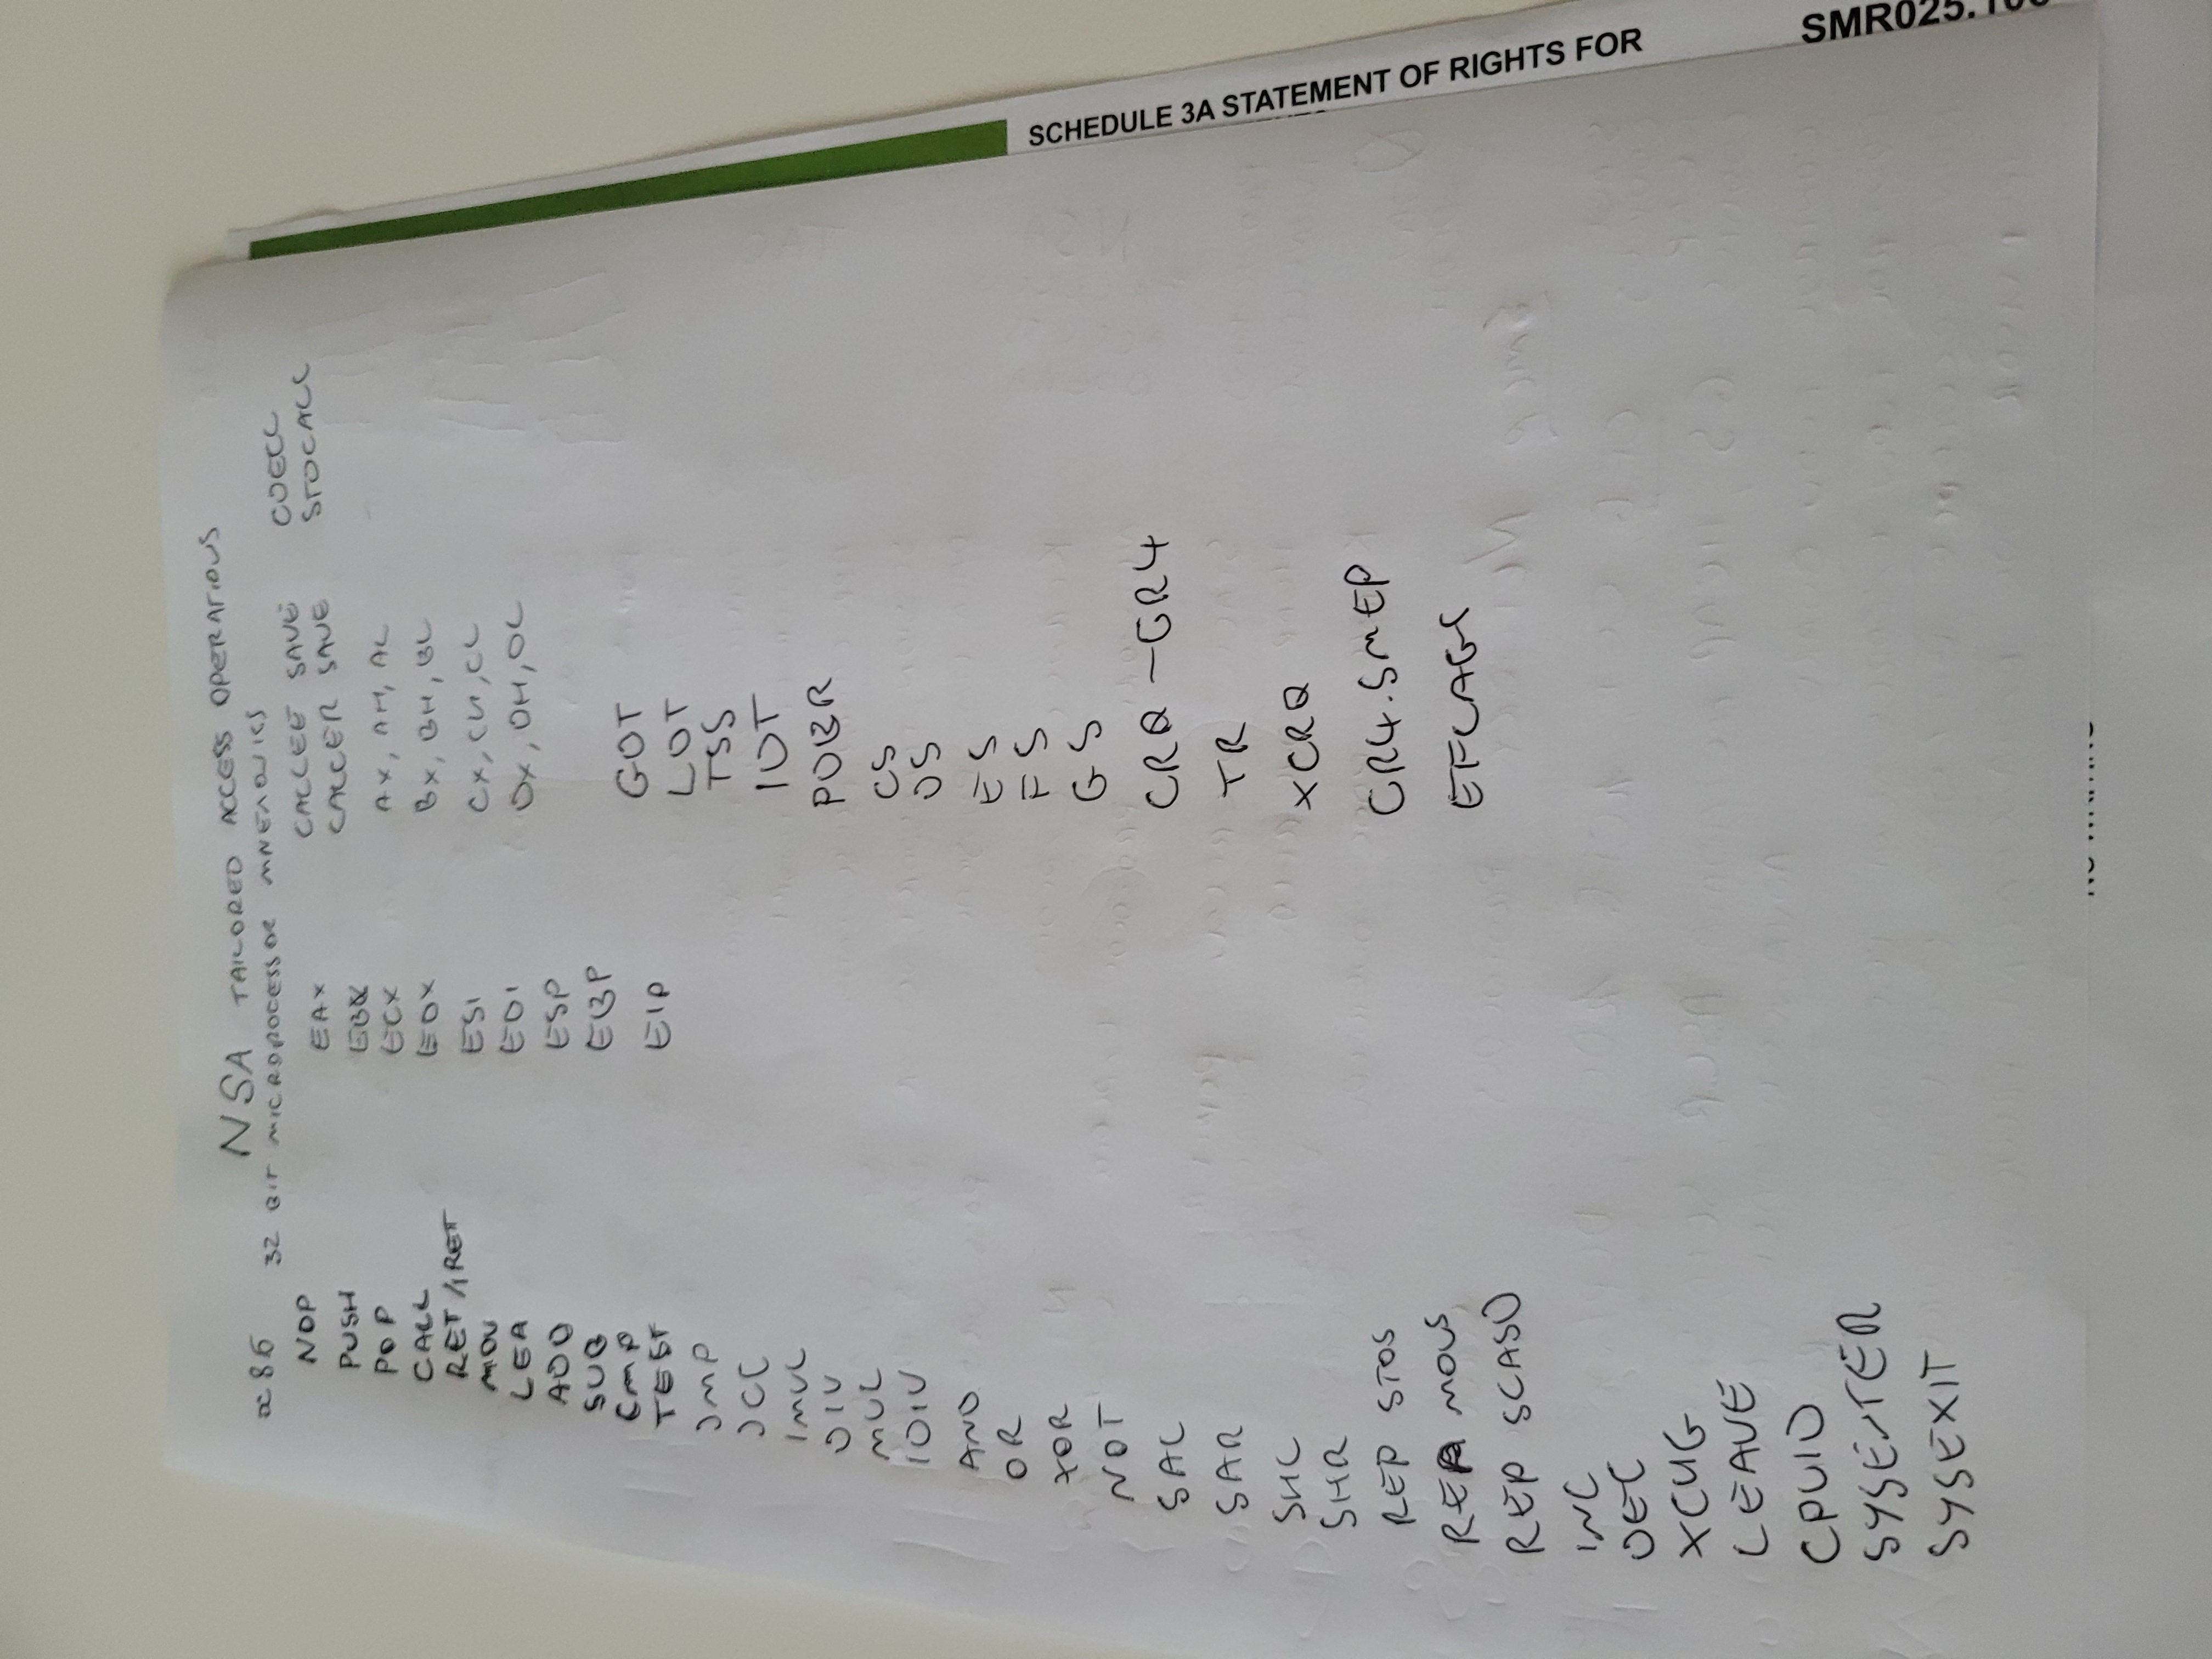 NSA TAILORED ACCESS OPERATIONS
x86 32 BIT MICROPROCESSOR MNEMONICS
NOP
PUSH
POP
CALL
RET/IRET
MOV
LEA
ADD
SUB
CMP
TEST
JMP
JCC
IMUL
DIV
MUL
IDIV
AND
OR
XOR
NOT
SAL
SAR
SHL
SHR
REP STOS
REP MOVS
REP SCASD
INC
DEC
XCHG
LEAVE
CPUID
SYSENTER
SYSEXIT
EAX
EBX
ECX
EDX
ESI
EDI
ESP
EBP
EIP
CALLEE SAVE CDECL
CALLER SAVE STDCALL
AX, AH, AL
BX, BH, BL
CX, CH, CL
DX, DH, DL
GDT
LDT
TSS
IDT
PDBR
CS
DS
ES
FS
GS
CR0 - CR4
TR
XCR0
CR4.SMEP
EFLAGS
SCHEDULE 3A STATEMENT OF RIGHTS FOR